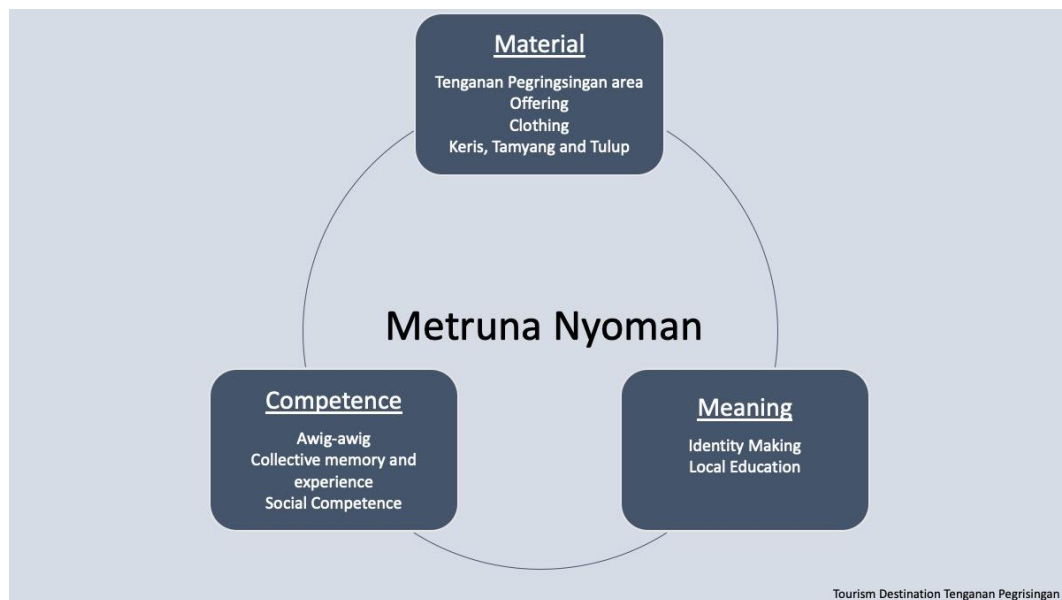 Material
Tenganan Pegringsingan area
Offering
Clothing
Keris, Tamyang and Tulup
Metruna Nyoman
Competence
Awig-awig
Collective memory and
experience
Social Competence
Meaning
Identity Making
Local Education
Tourism Destination Tenganan Pegrisingan